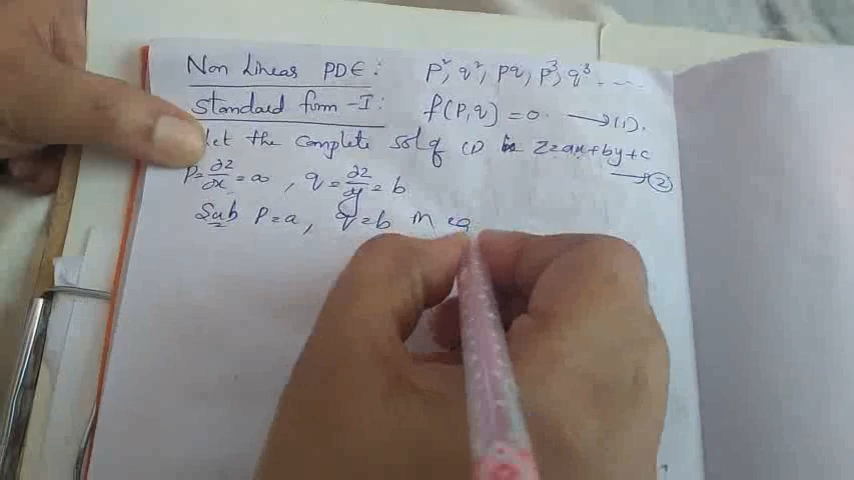 Non Linear PDE: p², q², pq, p³, q³ ----
Standard form -I: f(p,q) = 0. →(1).
Let the complete sol of (1) is z=ax+by+c
→②
p=∂z/∂x=a, q=∂z/∂y=b
Sub p=a, q=b in eq